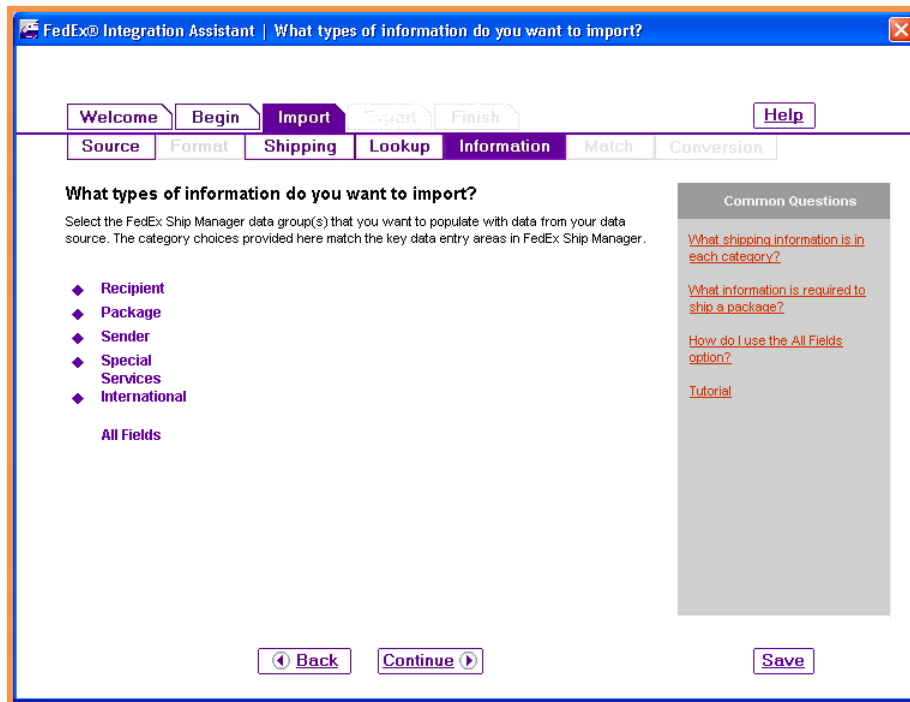 FedEx® Integration Assistant | What types of information do you want to import?
Welcome Begin Import Export Finish Help
Source Format Shipping Lookup Information Match Conversion
What types of information do you want to import?
Select the FedEx Ship Manager data group(s) that you want to populate with data from your data
source. The category choices provided here match the key data entry areas in FedEx Ship Manager.
Recipient
Package
Sender
Special
Services
International
All Fields
Common Questions
What shipping information is in
each category?
What information is required to
ship a package?
How do I use the All Fields
option?
Tutorial
Back Continue Save